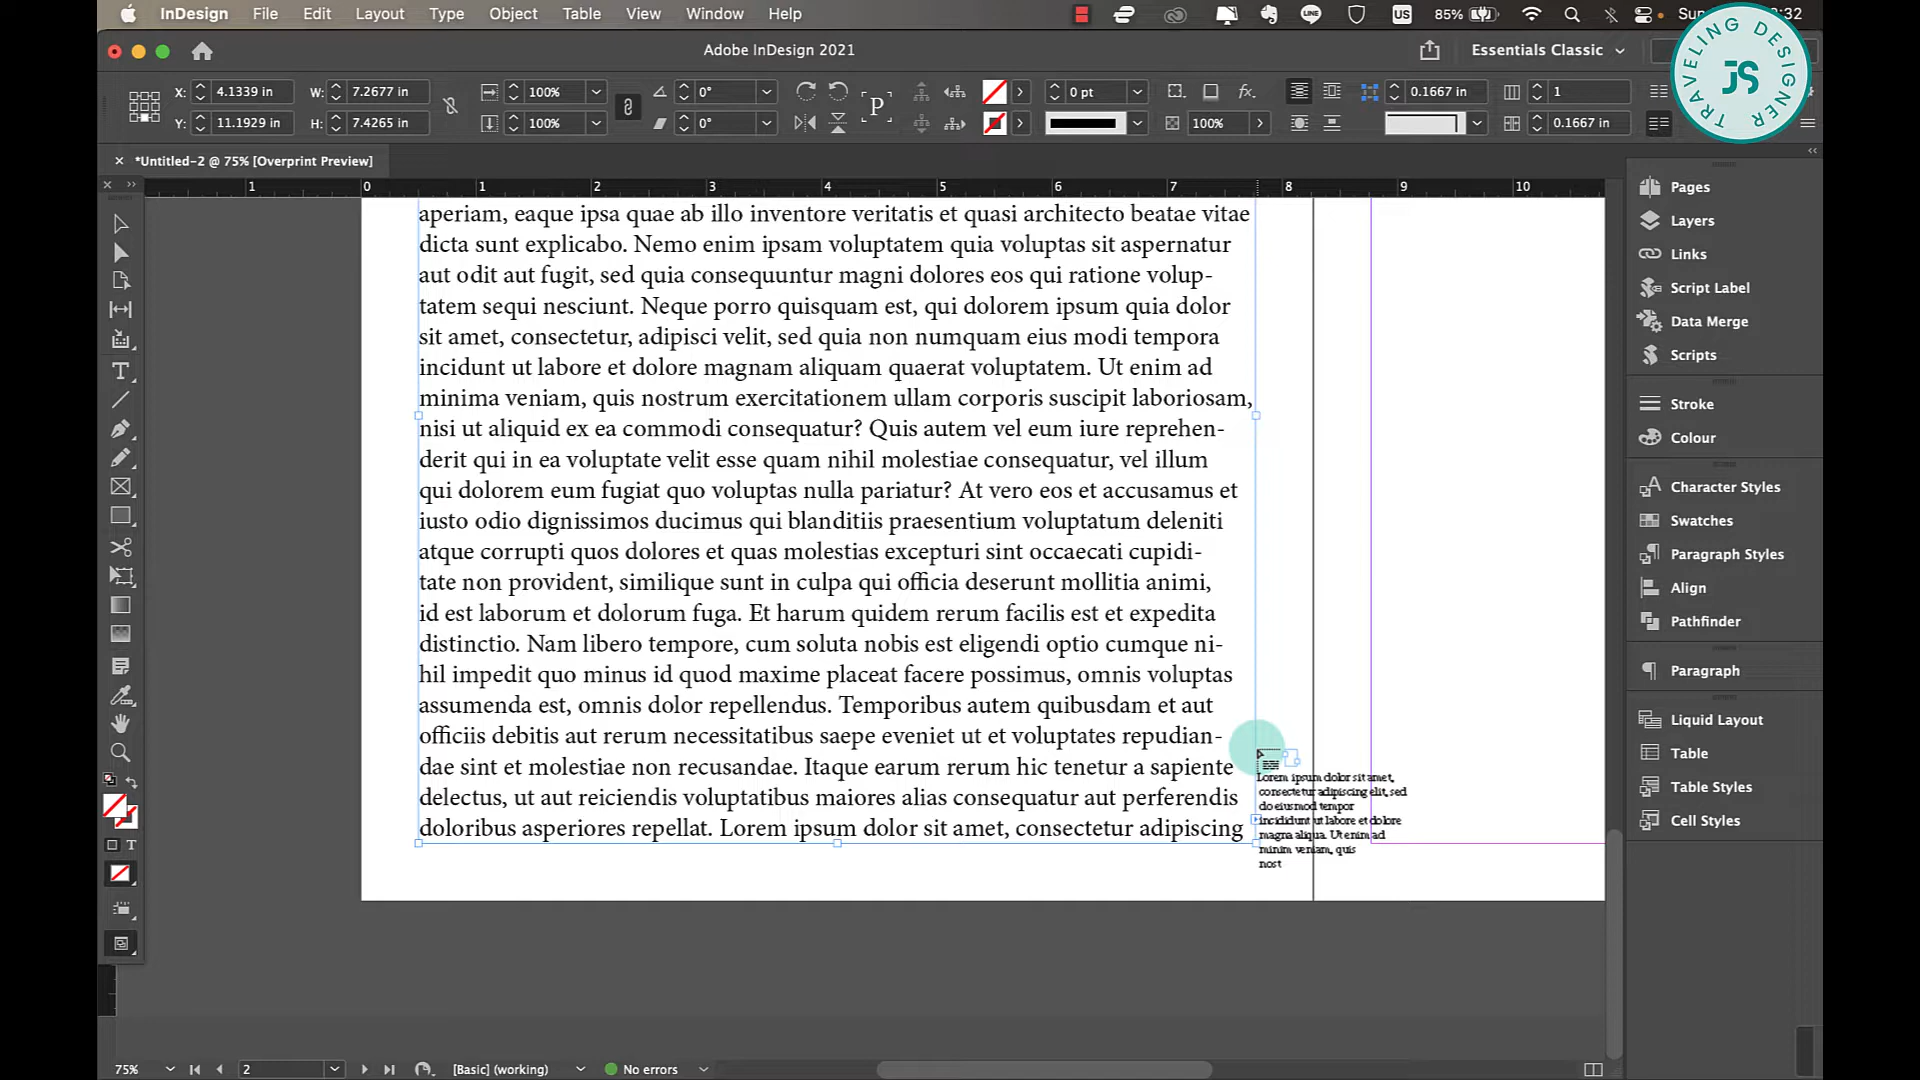 InDesign File Edit Layout Type Object Table View Window Help US 85% Sun :32
Adobe InDesign 2021 Essentials Classic
TRAVELING DESIGNER JS
X: 4.1339 in W: 7.2677 in 100% 0° P fx. 0 pt 0.1667 in 1
Y: 11.1929 in H: 7.4265 in 100% 0° 100% 0.1667 in
*Untitled-2 @ 75% [Overprint Preview]
1 0 1 2 3 4 5 6 7 8 9 10
aperiam, eaque ipsa quae ab illo inventore veritatis et quasi architecto beatae vitae
dicta sunt explicabo. Nemo enim ipsam voluptatem quia voluptas sit aspernatur
aut odit aut fugit, sed quia consequuntur magni dolores eos qui ratione volup-
tatem sequi nesciunt. Neque porro quisquam est, qui dolorem ipsum quia dolor
sit amet, consectetur, adipisci velit, sed quia non numquam eius modi tempora
incidunt ut labore et dolore magnam aliquam quaerat voluptatem. Ut enim ad
minima veniam, quis nostrum exercitationem ullam corporis suscipit laboriosam,
nisi ut aliquid ex ea commodi consequatur? Quis autem vel eum iure reprehen-
derit qui in ea voluptate velit esse quam nihil molestiae consequatur, vel illum
qui dolorem eum fugiat quo voluptas nulla pariatur? At vero eos et accusamus et
iusto odio dignissimos ducimus qui blanditiis praesentium voluptatum deleniti
atque corrupti quos dolores et quas molestias excepturi sint occaecati cupidi-
tate non provident, similique sunt in culpa qui officia deserunt mollitia animi,
id est laborum et dolorum fuga. Et harum quidem rerum facilis est et expedita
distinctio. Nam libero tempore, cum soluta nobis est eligendi optio cumque ni-
hil impedit quo minus id quod maxime placeat facere possimus, omnis voluptas
assumenda est, omnis dolor repellendus. Temporibus autem quibusdam et aut
officiis debitis aut rerum necessitatibus saepe eveniet ut et voluptates repudian-
dae sint et molestiae non recusandae. Itaque earum rerum hic tenetur a sapiente
delectus, ut aut reiciendis voluptatibus maiores alias consequatur aut perferendis
doloribus asperiores repellat. Lorem ipsum dolor sit amet, consectetur adipiscing
Lorem ipsum dolor sit amet,
consectetur adipiscing elit, sed
do eiusmod tempor
incididunt ut labore et dolore
magna aliqua. Ut enim ad
minim veniam, quis
nost
Pages
Layers
Links
Script Label
Data Merge
Scripts
Stroke
Colour
Character Styles
Swatches
Paragraph Styles
Align
Pathfinder
Paragraph
Liquid Layout
Table
Table Styles
Cell Styles
75% 2 [Basic] (working) No errors